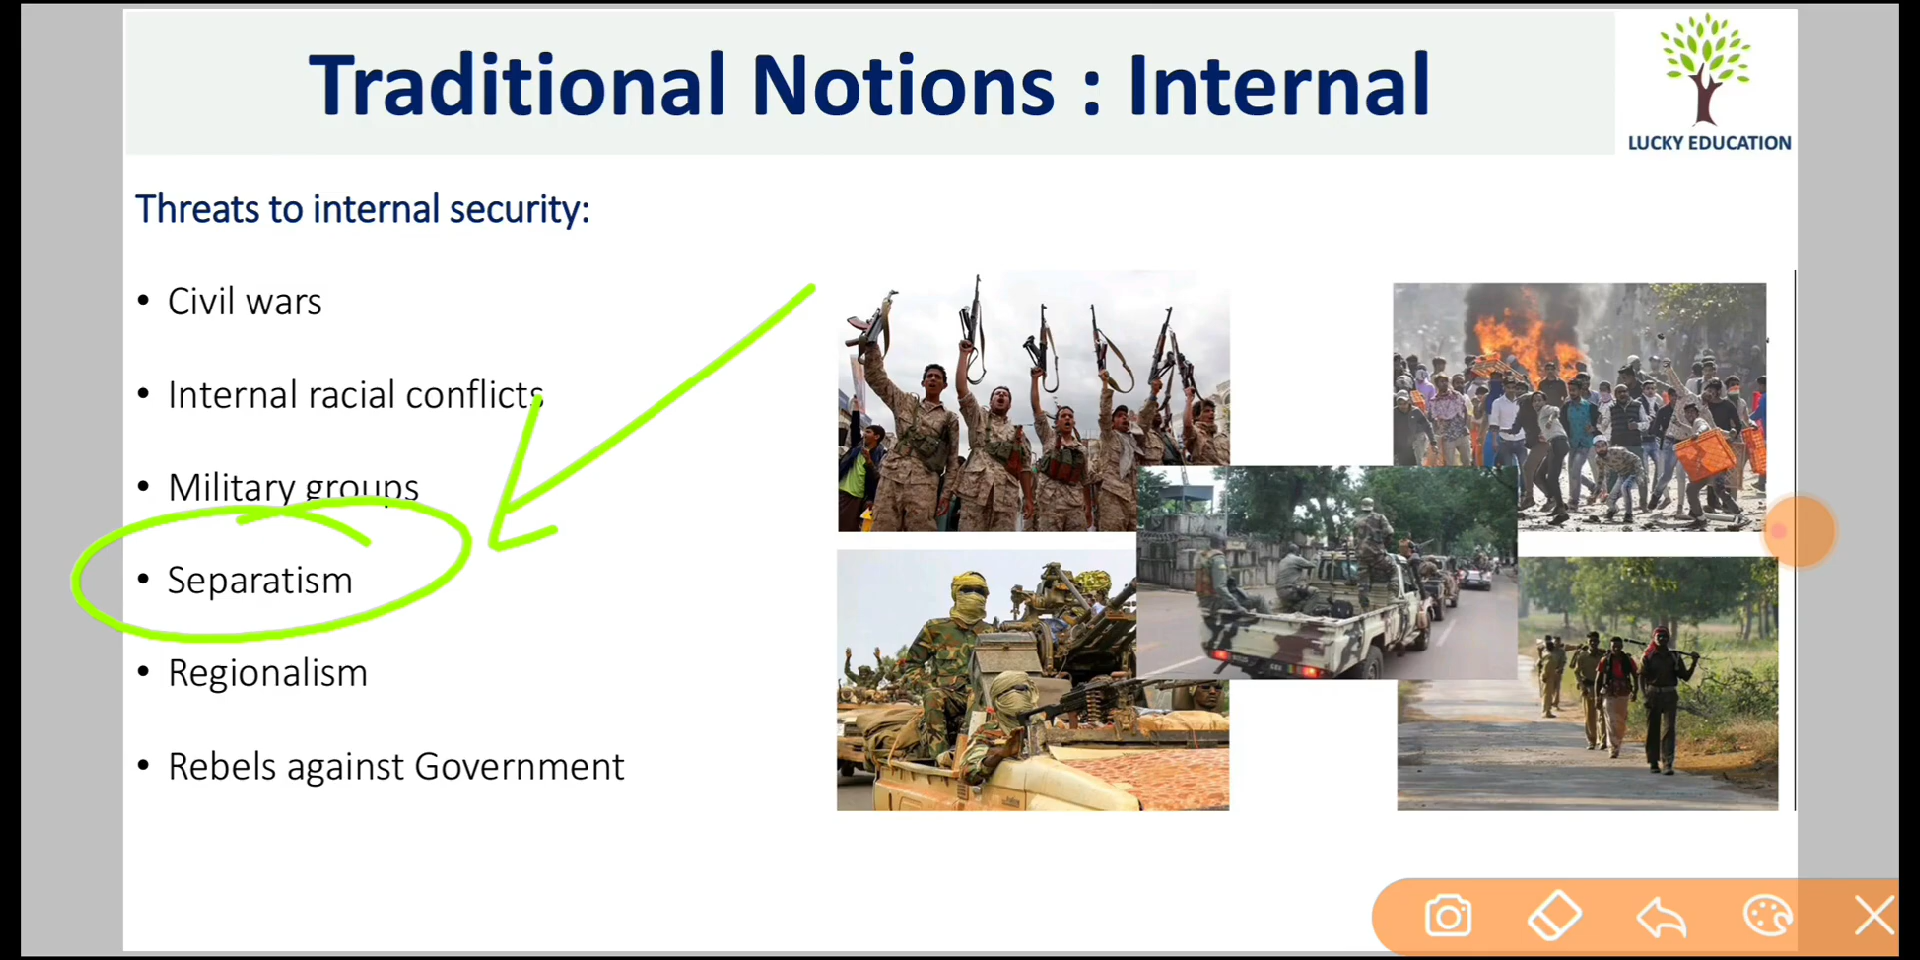 Traditional Notions : Internal
LUCKY EDUCATION
Threats to internal security:
• Civil wars
• Internal racial conflicts
• Military groups
• Separatism
• Regionalism
• Rebels against Government